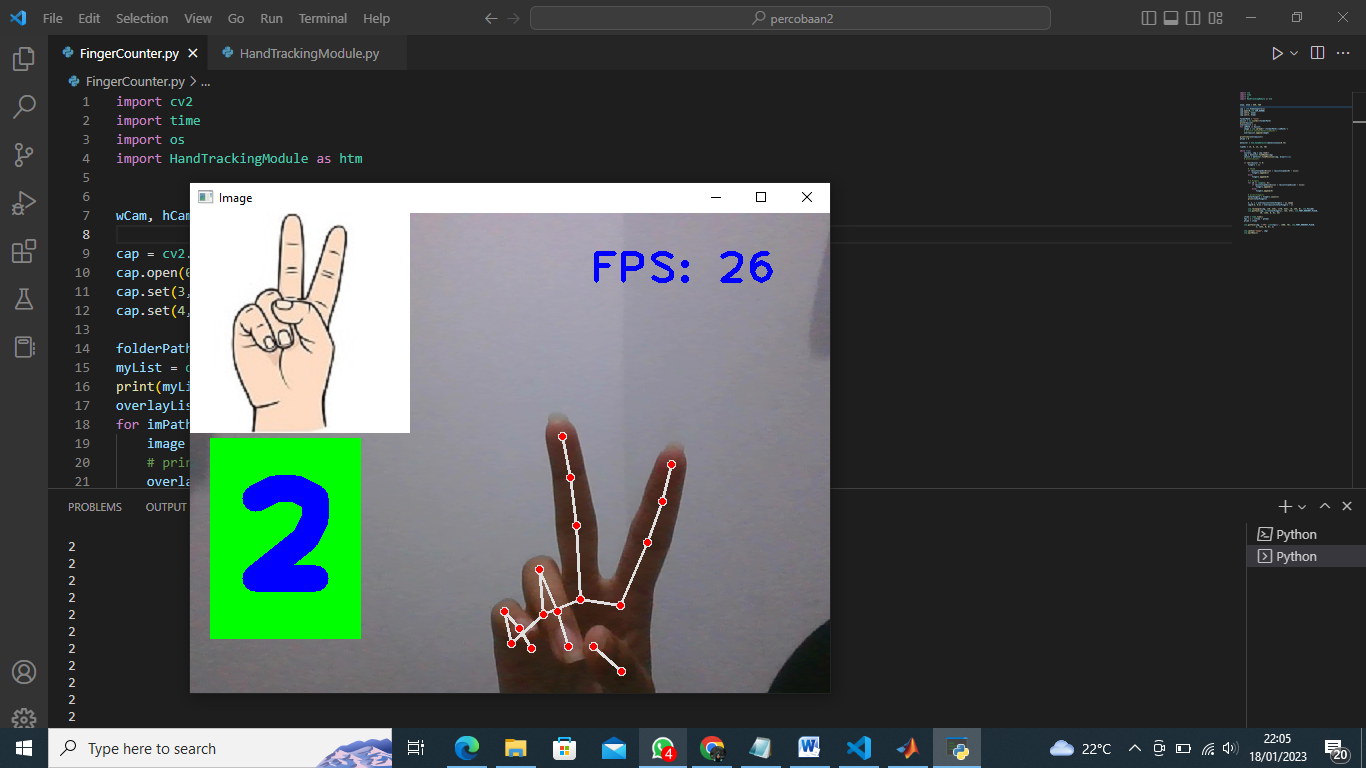 File Edit Selection View Go Run Terminal Help
percobaan2
FingerCounter.py
HandTrackingModule.py
FingerCounter.py > ...
1 import cv2
2 import time
3 import os
4 import HandTrackingModule as htm
5
6
7 wCam, hCam
8
9 cap = cv2.
10 cap.open(0
11 cap.set(3,
12 cap.set(4,
13
14 folderPath
15 myList = o
16 print(myLi
17 overlayLis
18 for imPath
19 image
20 # prin
21 overla
Image
FPS: 26
2
PROBLEMS OUTPUT
Python
Python
2
2
2
2
2
2
2
2
2
2
2
Type here to search
4
22°C
22:05
18/01/2023
20